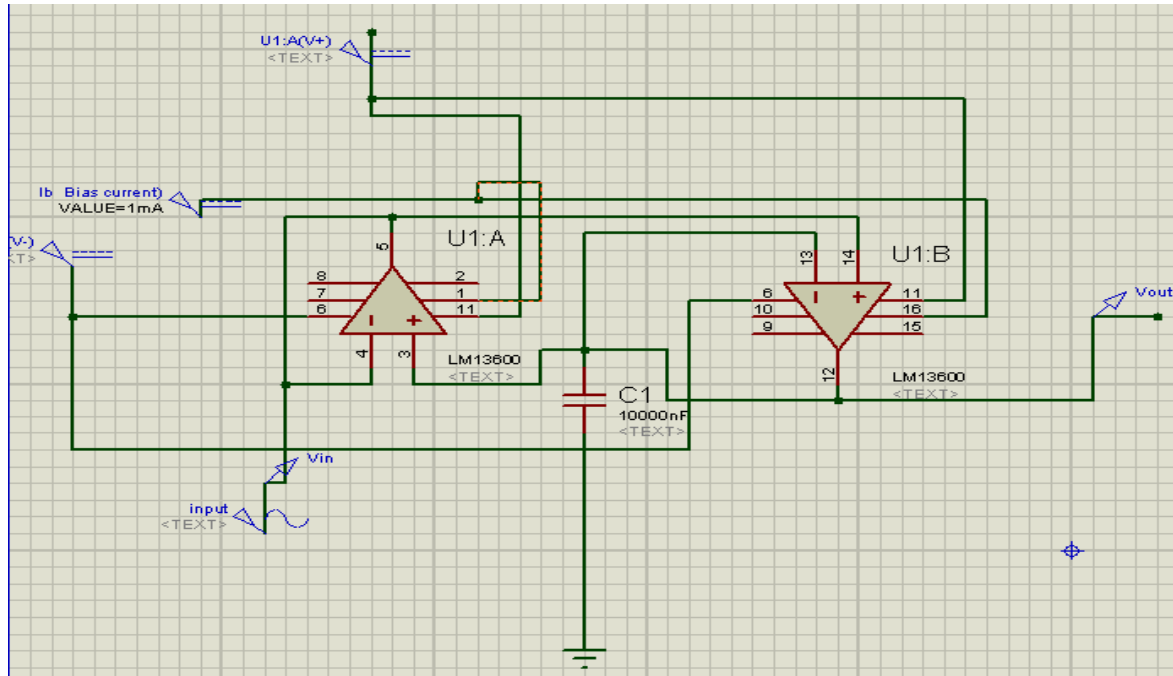 U1:A(V+)
<TEXT>
Ib Bias current)
VALUE=1mA
(V-)
XT>
5
U1:A
8
7
6
2
1
11
4
3
LM13600
<TEXT>
13
14
U1:B
6
10
9
11
16
15
12
LM13600
<TEXT>
Vout
C1
10000nF
<TEXT>
Vin
input
<TEXT>